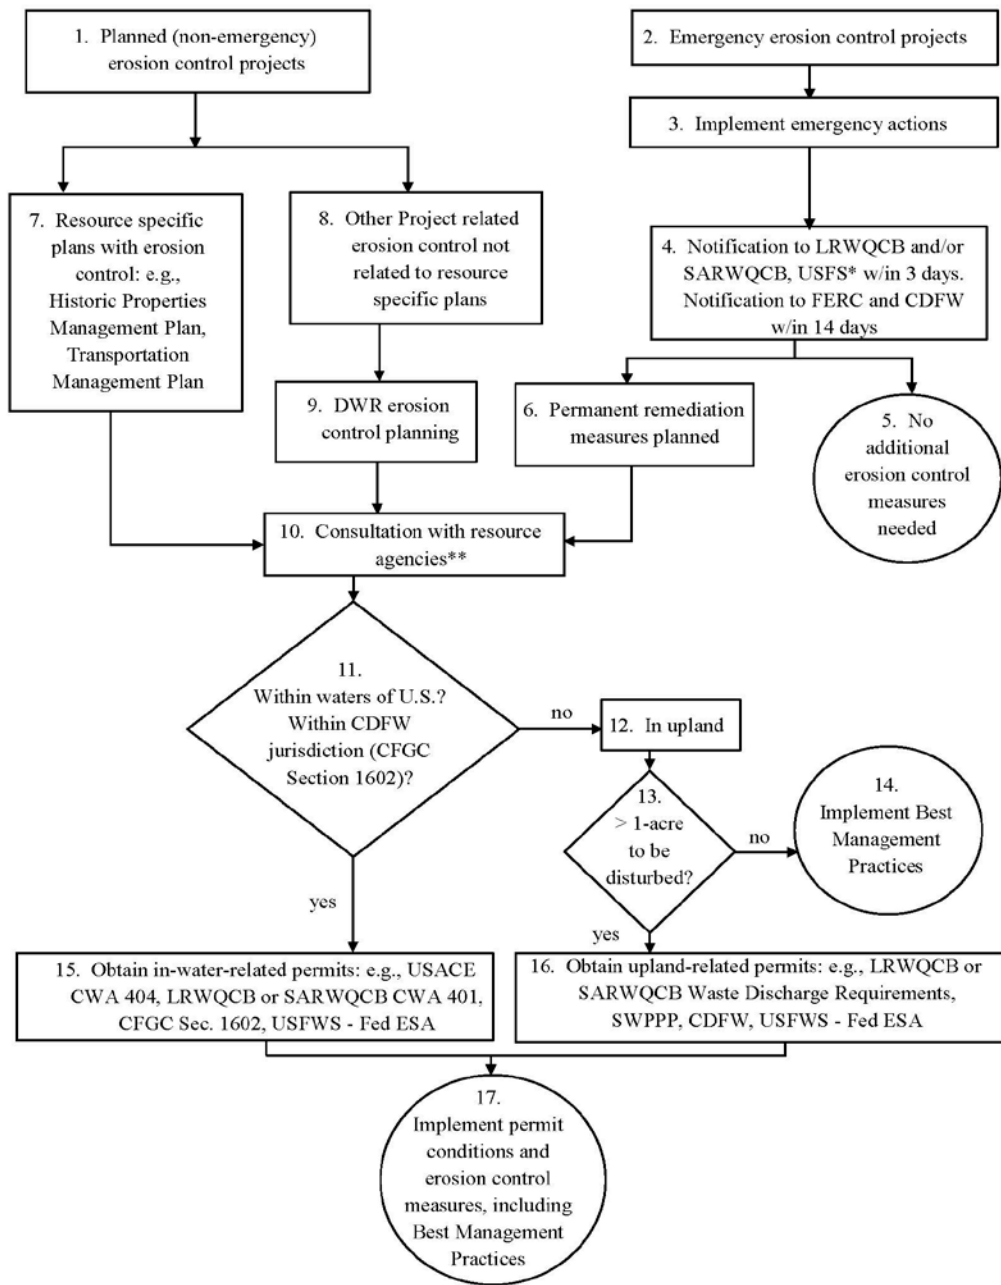 1. Planned (non-emergency)
erosion control projects
2. Emergency erosion control projects
3. Implement emergency actions
4. Notification to LRWQCB and/or
SARWQCB, USFS* w/in 3 days.
Notification to FERC and CDFW
w/in 14 days
7. Resource specific
plans with erosion
control: e.g.,
Historic Properties
Management Plan,
Transportation
Management Plan
8. Other Project related
erosion control not
related to resource
specific plans
9. DWR erosion
control planning
6. Permanent remediation
measures planned
5. No
additional
erosion control
measures
needed
10. Consultation with resource
agencies**
11.
Within waters of U.S.?
Within CDFW
jurisdiction (CFGC
Section 1602)?
no
12. In upland
13.
> 1-acre
to be
disturbed?
no
14.
Implement Best
Management
Practices
yes
yes
15. Obtain in-water-related permits: e.g., USACE
CWA 404, LRWQCB or SARWQCB CWA 401,
CFGC Sec. 1602, USFWS - Fed ESA
16. Obtain upland-related permits: e.g., LRWQCB or
SARWQCB Waste Discharge Requirements,
SWPPP, CDFW, USFWS - Fed ESA
17.
Implement permit
conditions and
erosion control
measures, including
Best Management
Practices